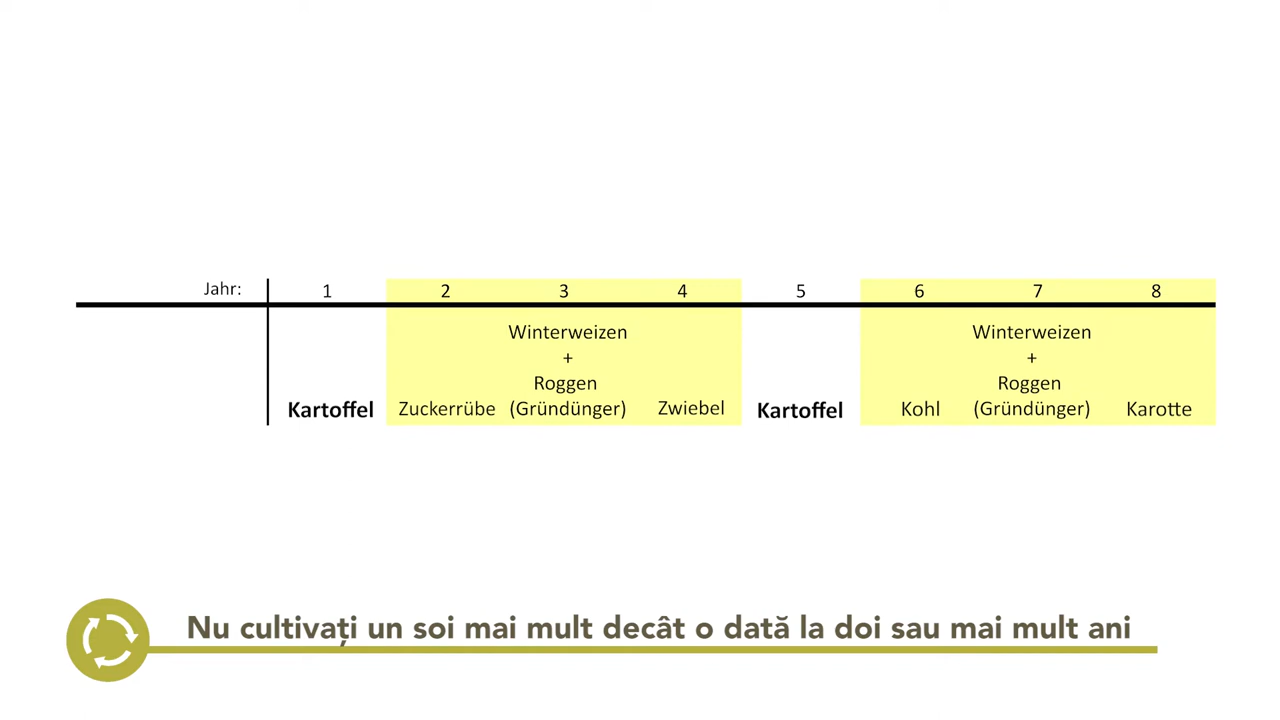 Jahr: 1 2 3 4 5 6 7 8
Winterweizen Winterweizen
+ +
Roggen Roggen
Kartoffel Zuckerrübe (Gründünger) Zwiebel Kartoffel Kohl (Gründünger) Karotte
Nu cultivați un soi mai mult decât o dată la doi sau mai mult ani